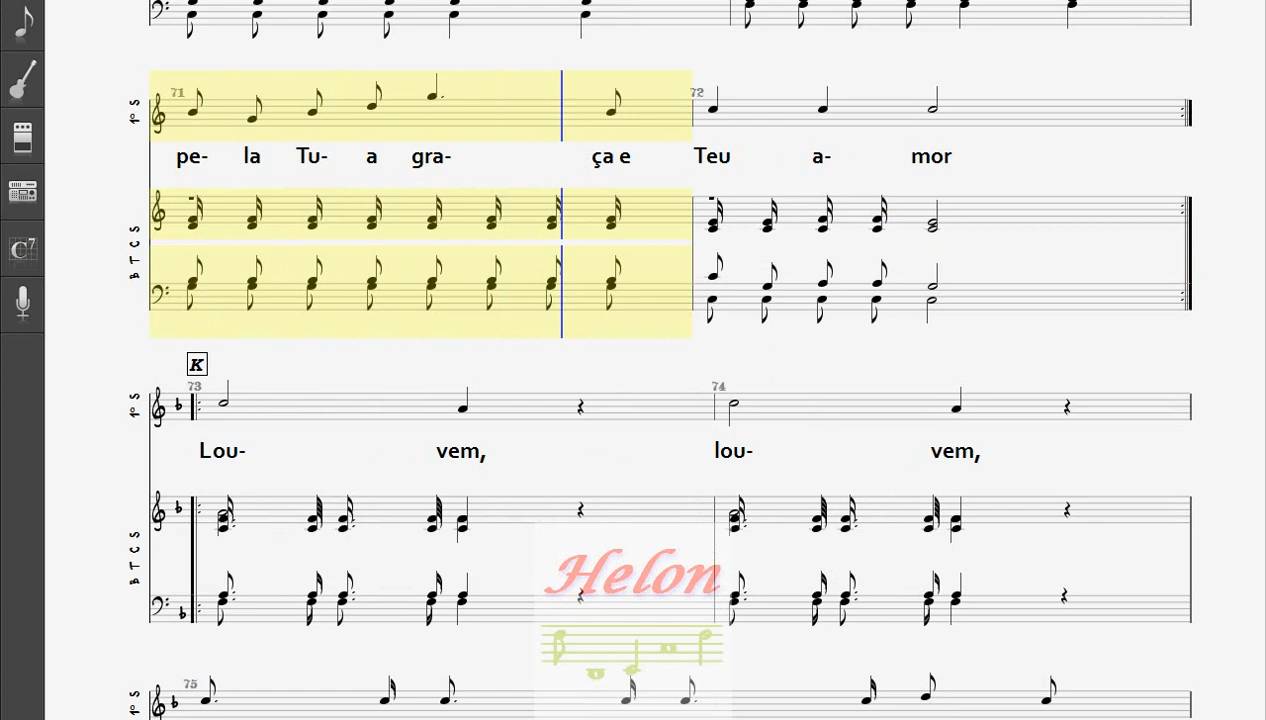 C7
71
72
1º S
pe- la Tu- a gra- ça e Teu a- mor
B T C S
K
73
74
1º S
Lou- vem, lou- vem,
B T C S
Helon
75
1º S